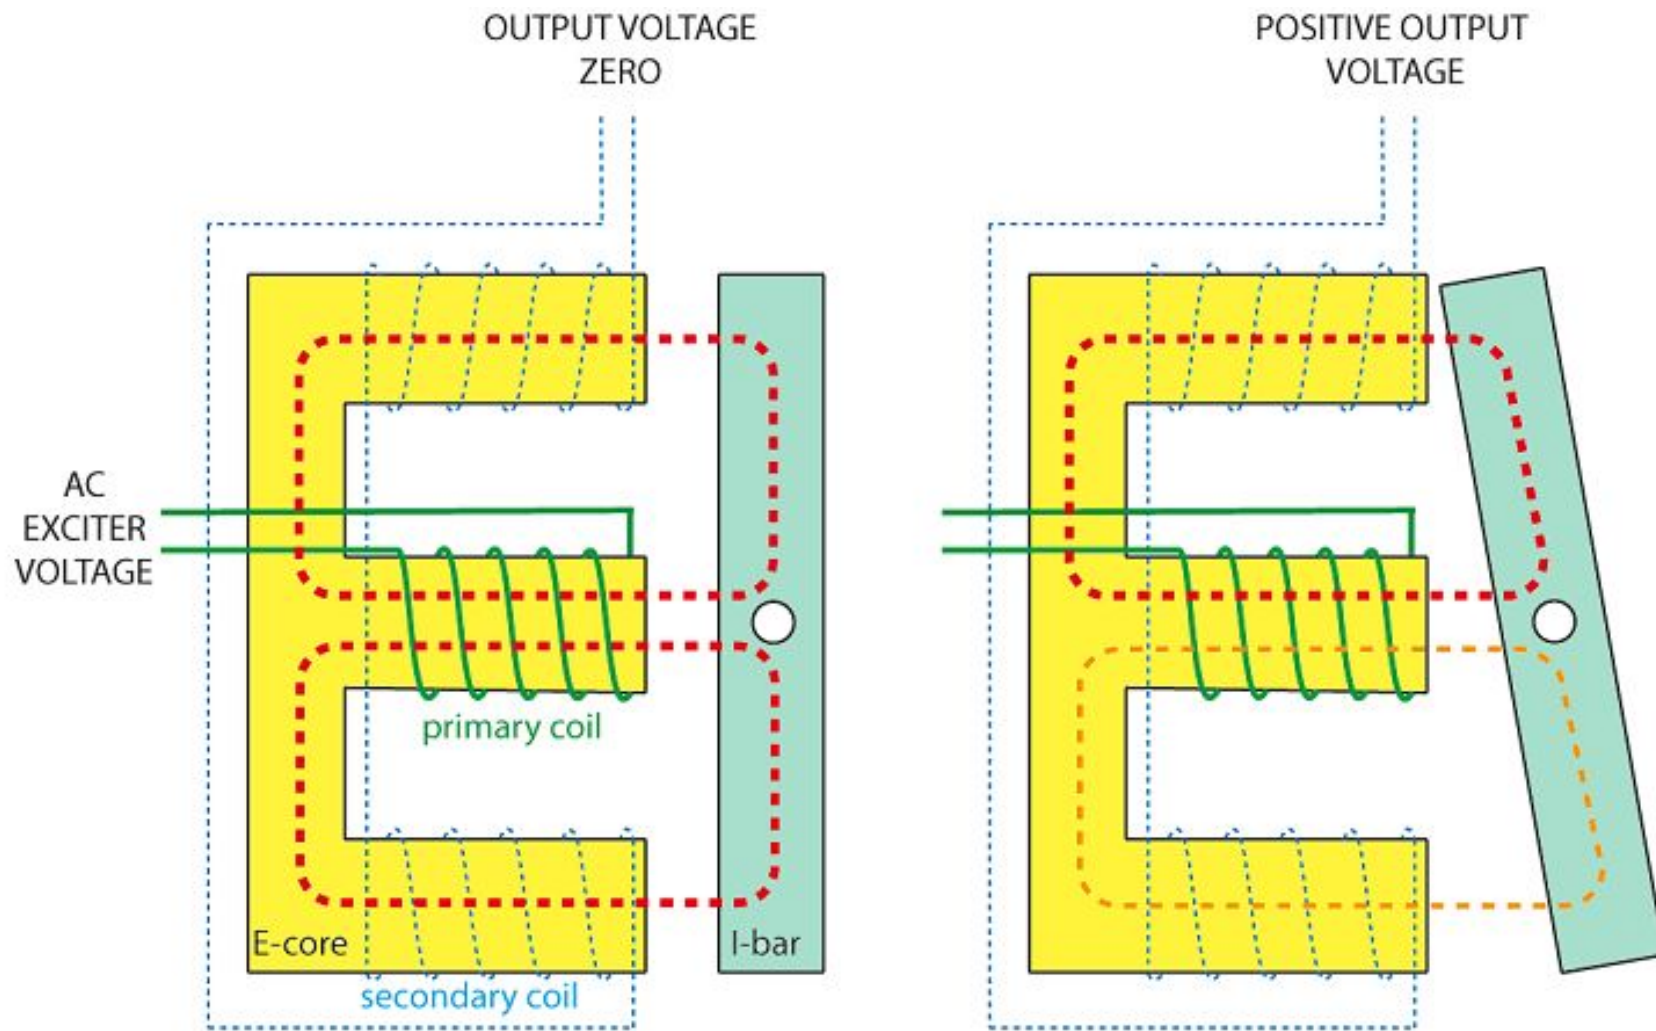 OUTPUT VOLTAGE
ZERO
POSITIVE OUTPUT
VOLTAGE
AC
EXCITER
VOLTAGE
primary coil
E-core
I-bar
secondary coil